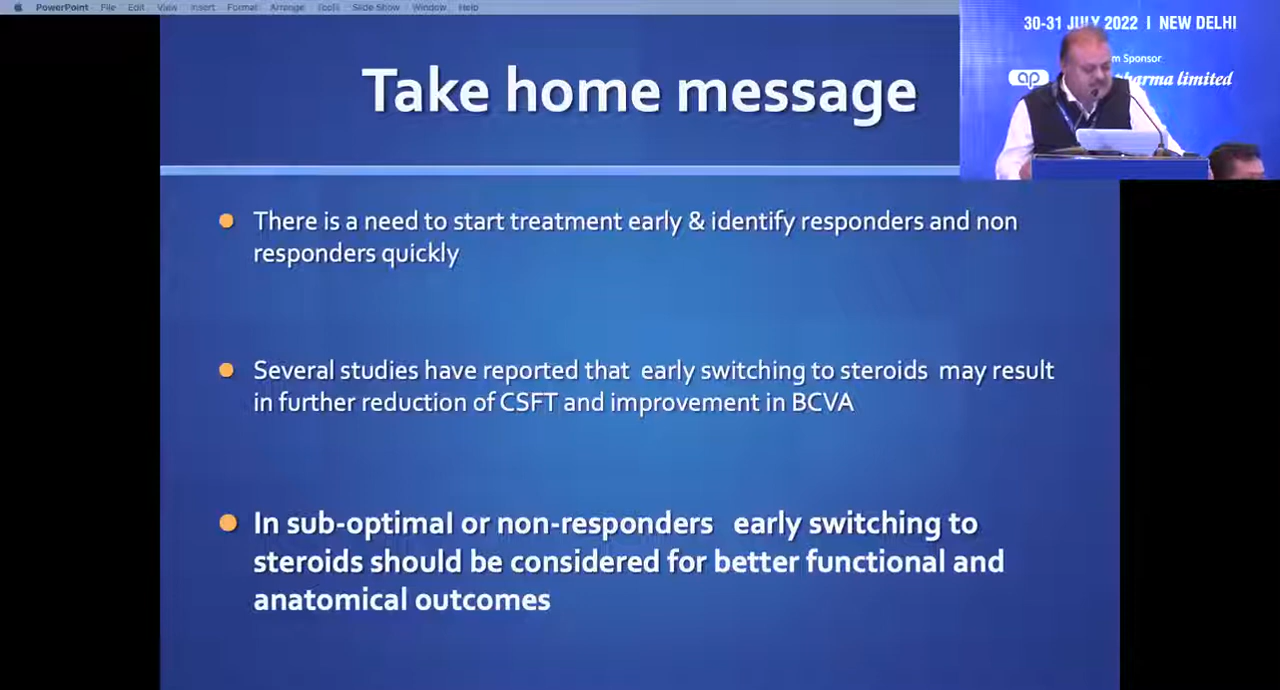 PowerPoint File Edit View Insert Format Arrange Tools Slide Show Window Help
30-31 JULY 2022 I NEW DELHI
Sponsor
ap
pharma limited
Take home message
There is a need to start treatment early & identify responders and non
responders quickly
Several studies have reported that early switching to steroids may result
in further reduction of CSFT and improvement in BCVA
In sub-optimal or non-responders early switching to
steroids should be considered for better functional and
anatomical outcomes